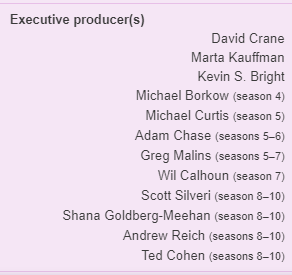 Executive producer(s)
David Crane
Marta Kauffman
Kevin S. Bright
Michael Borkow (season 4)
Michael Curtis (season 5)
Adam Chase (seasons 5–6)
Greg Malins (seasons 5–7)
Wil Calhoun (season 7)
Scott Silveri (season 8–10)
Shana Goldberg-Meehan (season 8–10)
Andrew Reich (seasons 8–10)
Ted Cohen (seasons 8–10)